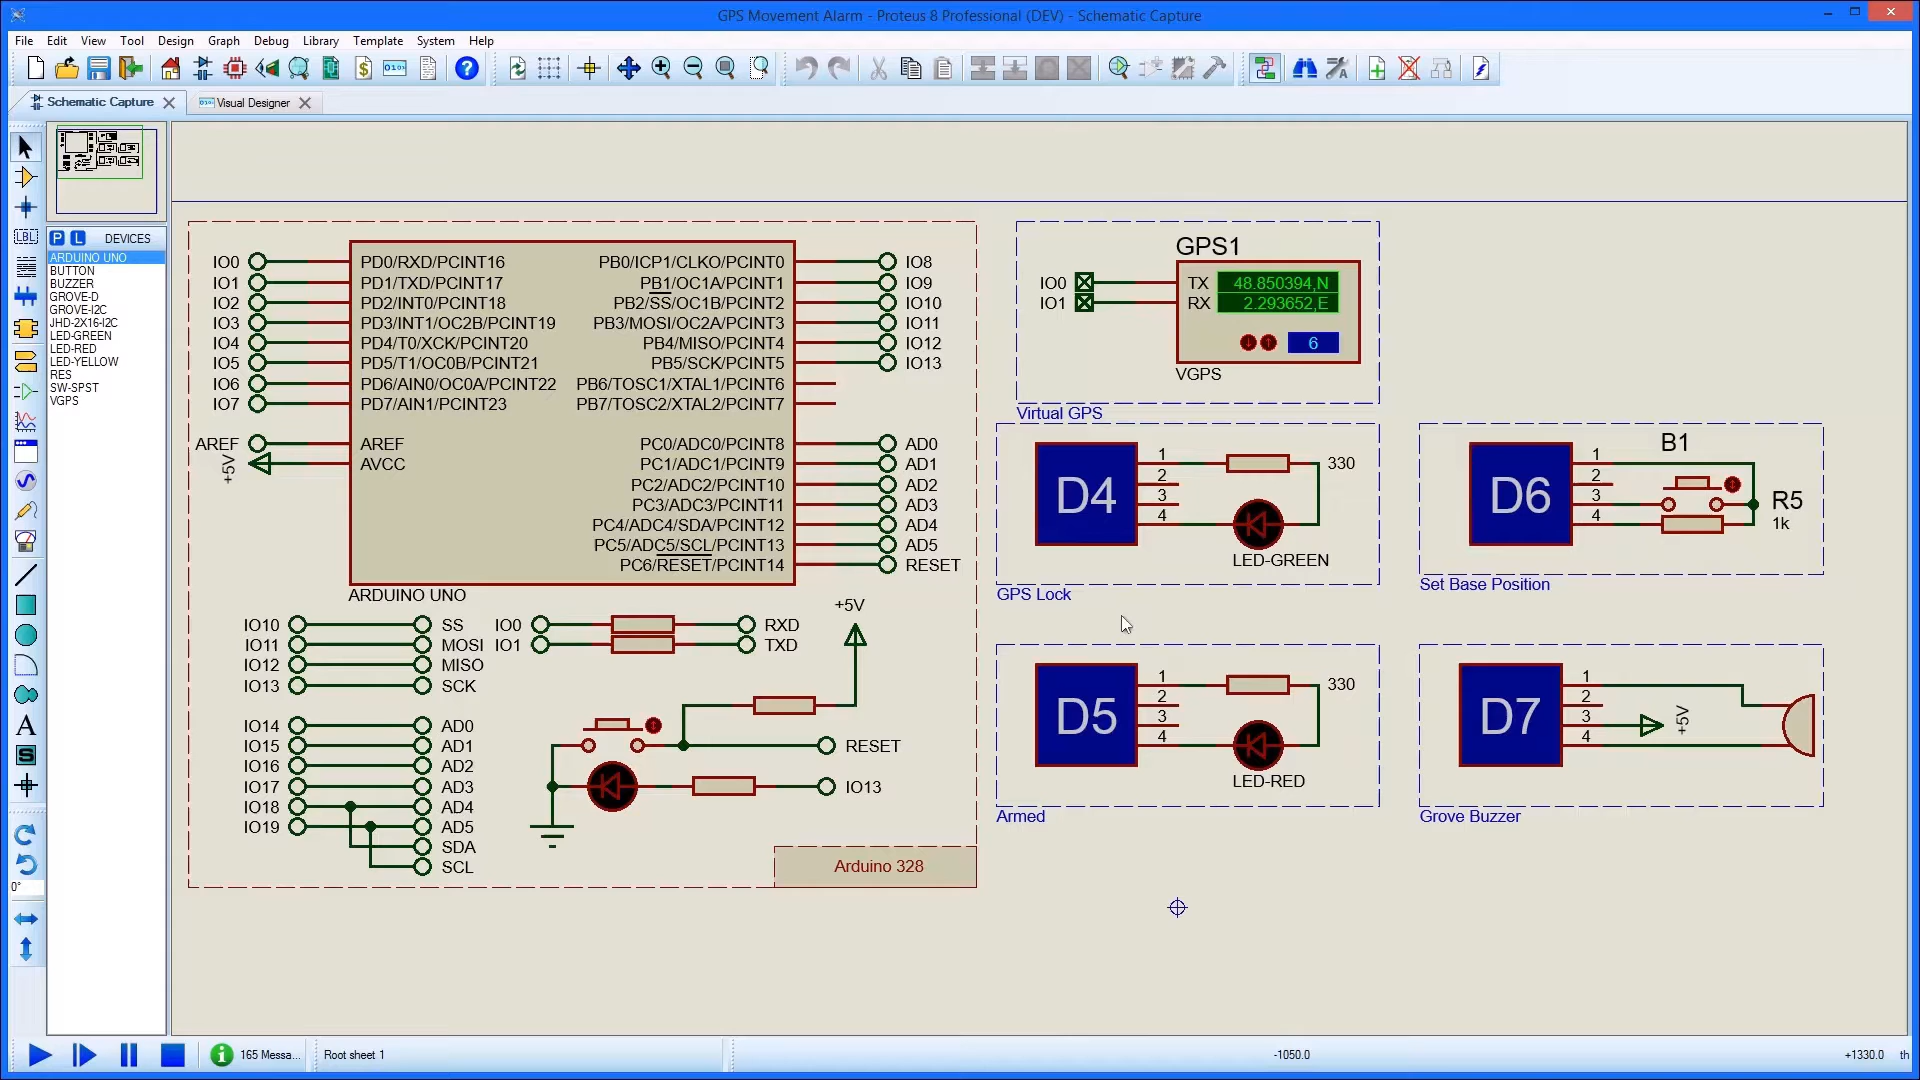 GPS Movement Alarm - Proteus 8 Professional (DEV) - Schematic Capture
File Edit View Tool Design Graph Debug Library Template System Help
Schematic Capture
Visual Designer
LBL
A
S
0°
P L DEVICES
ARDUINO UNO
BUTTON
BUZZER
GROVE-D
GROVE-I2C
JHD-2X16-I2C
LED-GREEN
LED-RED
LED-YELLOW
RES
SW-SPST
VGPS
IO0 PD0/RXD/PCINT16 PB0/ICP1/CLKO/PCINT0 IO8
IO1 PD1/TXD/PCINT17 PB1/OC1A/PCINT1 IO9
IO2 PD2/INT0/PCINT18 PB2/SS/OC1B/PCINT2 IO10
IO3 PD3/INT1/OC2B/PCINT19 PB3/MOSI/OC2A/PCINT3 IO11
IO4 PD4/T0/XCK/PCINT20 PB4/MISO/PCINT4 IO12
IO5 PD5/T1/OC0B/PCINT21 PB5/SCK/PCINT5 IO13
IO6 PD6/AIN0/OC0A/PCINT22 PB6/TOSC1/XTAL1/PCINT6
IO7 PD7/AIN1/PCINT23 PB7/TOSC2/XTAL2/PCINT7
AREF AREF PC0/ADC0/PCINT8 AD0
+5V AVCC PC1/ADC1/PCINT9 AD1
PC2/ADC2/PCINT10 AD2
PC3/ADC3/PCINT11 AD3
PC4/ADC4/SDA/PCINT12 AD4
PC5/ADC5/SCL/PCINT13 AD5
PC6/RESET/PCINT14 RESET
ARDUINO UNO
IO10 SS
IO11 MOSI
IO12 MISO
IO13 SCK
IO0 RXD
IO1 TXD
+5V
IO14 AD0
IO15 AD1
IO16 AD2
IO17 AD3
IO18 AD4
IO19 AD5
SDA
SCL
RESET
IO13
Arduino 328
GPS1
IO0 TX 48.850394,N
IO1 RX 2.293652,E
6
VGPS
Virtual GPS
D4
1
2
3
4
330
LED-GREEN
GPS Lock
D6
1
2
3
4
B1
R5
1k
Set Base Position
D5
1
2
3
4
330
LED-RED
Armed
D7
1
2
3
4
+5V
Grove Buzzer
165 Messa... Root sheet 1 -1050.0 +1330.0 th